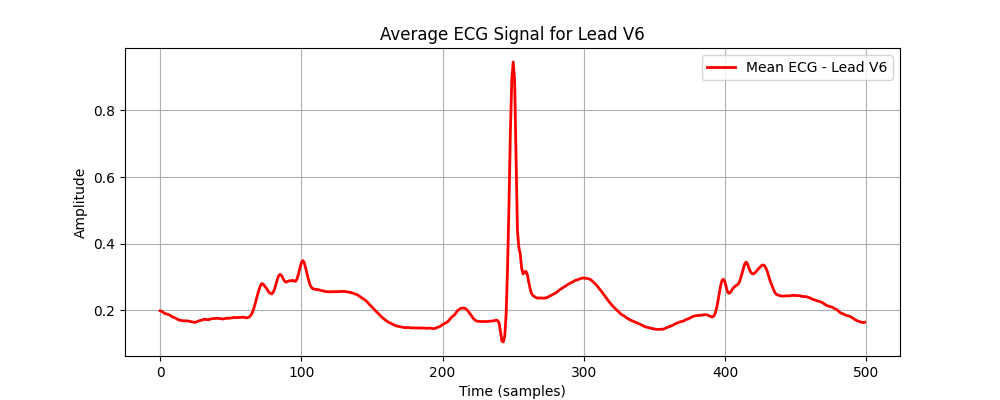 Average ECG Signal for Lead V6
Mean ECG - Lead V6
Amplitude
0.8
0.6
0.4
0.2
0 100 200 300 400 500
Time (samples)